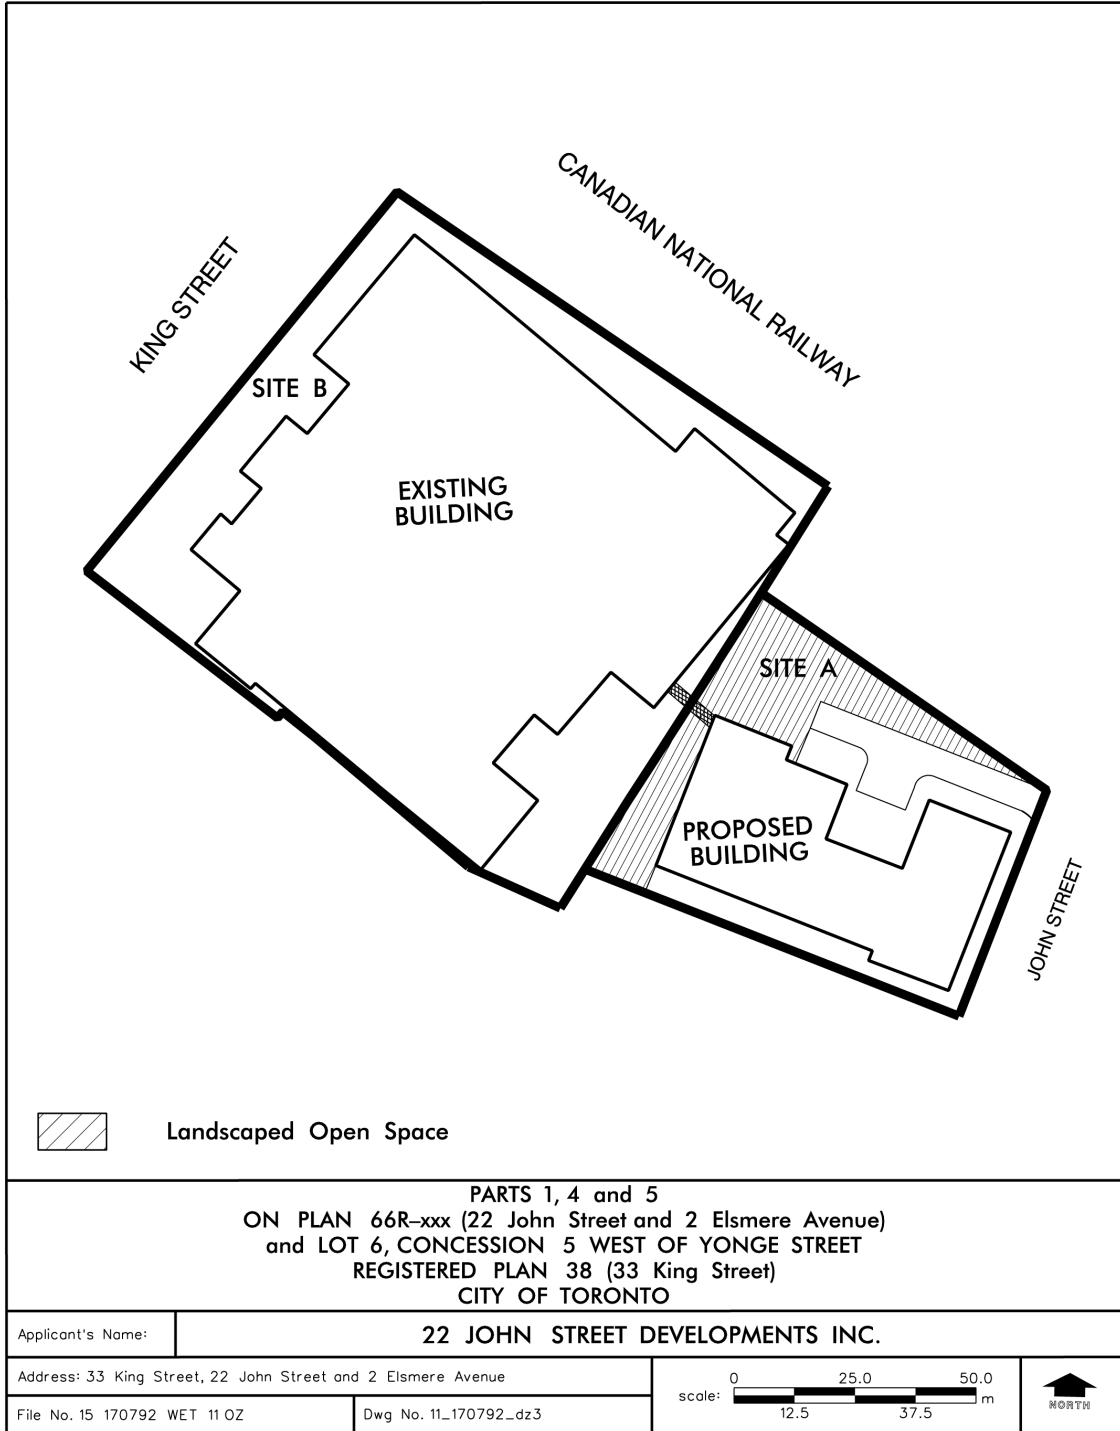 CANADIAN NATIONAL RAILWAY
KING STREET
SITE B
EXISTING
BUILDING
SITE A
PROPOSED
BUILDING
JOHN STREET
Landscaped Open Space
PARTS 1, 4 and 5
ON PLAN 66R–xxx (22 John Street and 2 Elsmere Avenue)
and LOT 6, CONCESSION 5 WEST OF YONGE STREET
REGISTERED PLAN 38 (33 King Street)
CITY OF TORONTO
Applicant's Name:
22 JOHN STREET DEVELOPMENTS INC.
Address: 33 King Street, 22 John Street and 2 Elsmere Avenue
File No. 15 170792 WET 11 OZ
Dwg No. 11_170792_dz3
scale:
0 25.0 50.0
m
12.5 37.5
NORTH